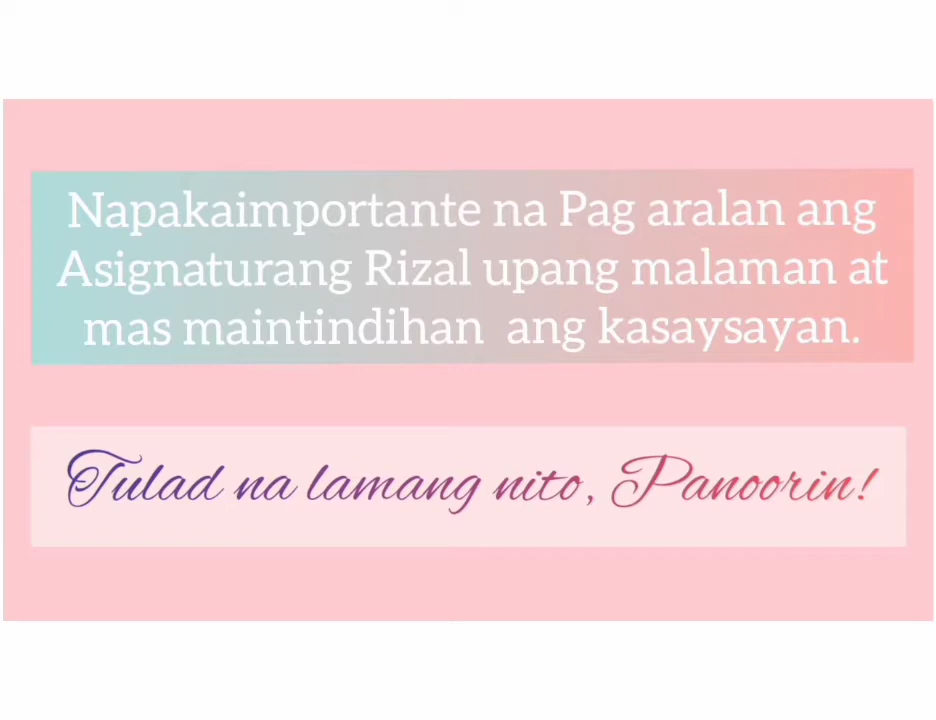 Napakaimportante na Pag aralan ang
Asignaturang Rizal upang malaman at
mas maintindihan ang kasaysayan.
Tulad na lamang nito, Panoorin!